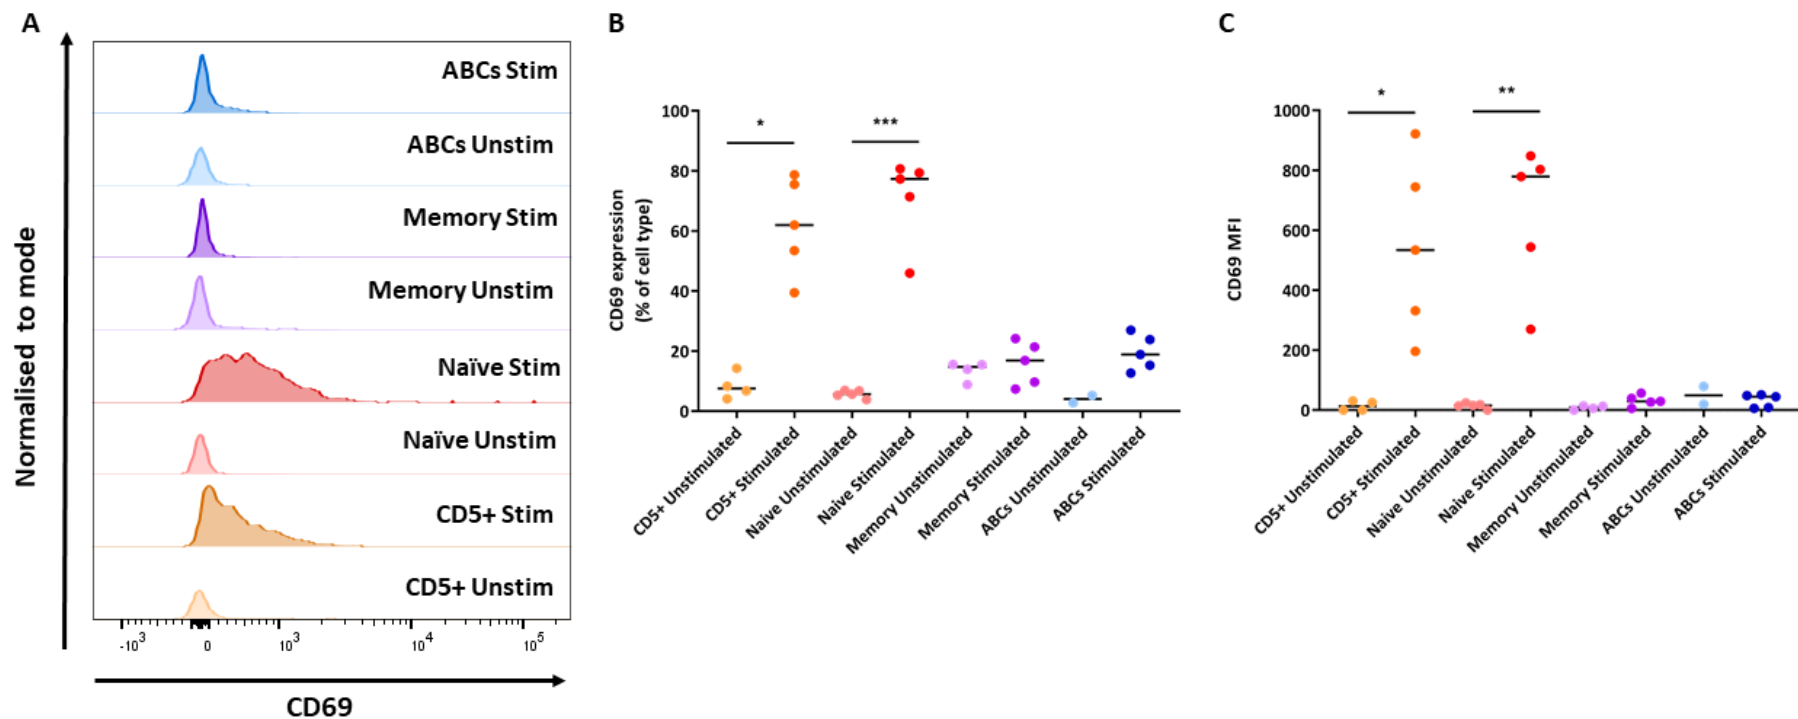 A
Normalised to mode
ABCs Stim
ABCs Unstim
Memory Stim
Memory Unstim
Naïve Stim
Naïve Unstim
CD5+ Stim
CD5+ Unstim
-10³ 0 10³ 10⁴ 10⁵
CD69
B
CD69 expression
(% of cell type)
100
80
60
40
20
0
* ***
CD5+ Unstimulated
CD5+ Stimulated
Naive Unstimulated
Naive Stimulated
Memory Unstimulated
Memory Stimulated
ABCs Unstimulated
ABCs Stimulated
C
CD69 MFI
1000
800
600
400
200
0
* **
CD5+ Unstimulated
CD5+ Stimulated
Naive Unstimulated
Naive Stimulated
Memory Unstimulated
Memory Stimulated
ABCs Unstimulated
ABCs Stimulated